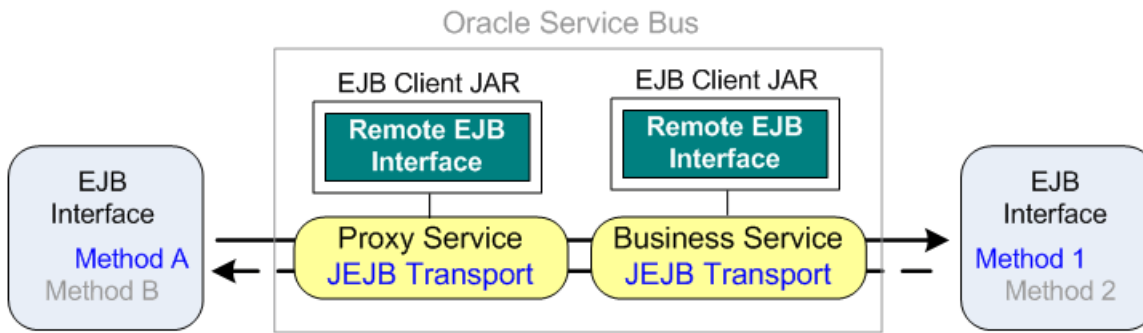 Oracle Service Bus
EJB Client JAR
Remote EJB
Interface
EJB Client JAR
Remote EJB
Interface
EJB
Interface
Method A
Method B
Proxy Service
JEJB Transport
Business Service
JEJB Transport
EJB
Interface
Method 1
Method 2